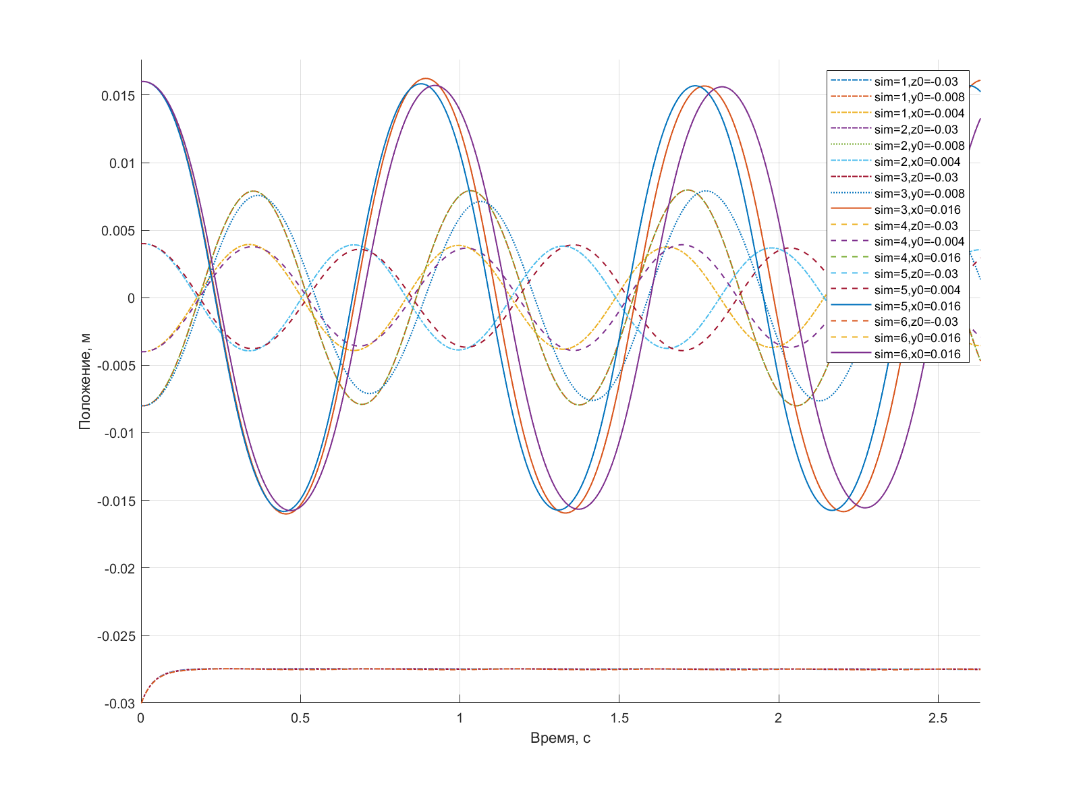 0.015
0.01
0.005
0
-0.005
-0.01
-0.015
-0.02
-0.025
-0.03
Положение, м
0
0.5
1
1.5
2
2.5
Время, с
sim=1,z0=-0.03
sim=1,y0=-0.008
sim=1,x0=-0.004
sim=2,z0=-0.03
sim=2,y0=-0.008
sim=2,x0=0.004
sim=3,z0=-0.03
sim=3,y0=-0.008
sim=3,x0=0.016
sim=4,z0=-0.03
sim=4,y0=-0.004
sim=4,x0=0.016
sim=5,z0=-0.03
sim=5,y0=0.004
sim=5,x0=0.016
sim=6,z0=-0.03
sim=6,y0=0.016
sim=6,x0=0.016